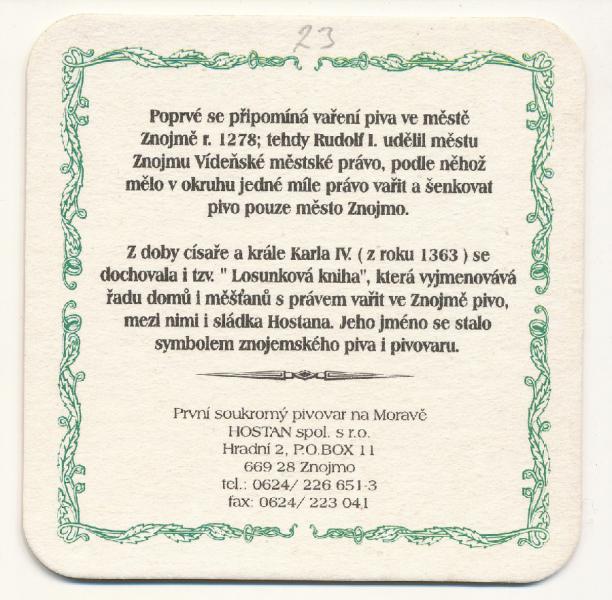 23
Poprvé se připomíná vaření piva ve městě
Znojmě r. 1278; tehdy Rudolf I. udělil městu
Znojmu Vídeňské městské právo, podle něhož
mělo v okruhu jedné míle právo vařit a šenkovat
pivo pouze město Znojmo.
Z doby císaře a krále Karla IV. ( z roku 1363 ) se
dochovala i tzv. " Losunková kniha", která vyjmenovává
řadu domů i měšťanů s právem vařit ve Znojmě pivo,
mezi nimi i sládka Hostana. Jeho jméno se stalo
symbolem znojemského piva i pivovaru.
První soukromý pivovar na Moravě
HOSTAN spol. s r.o.
Hradní 2, P.O.BOX 11
669 28 Znojmo
tel.: 0624/ 226 651-3
fax: 0624/ 223 041